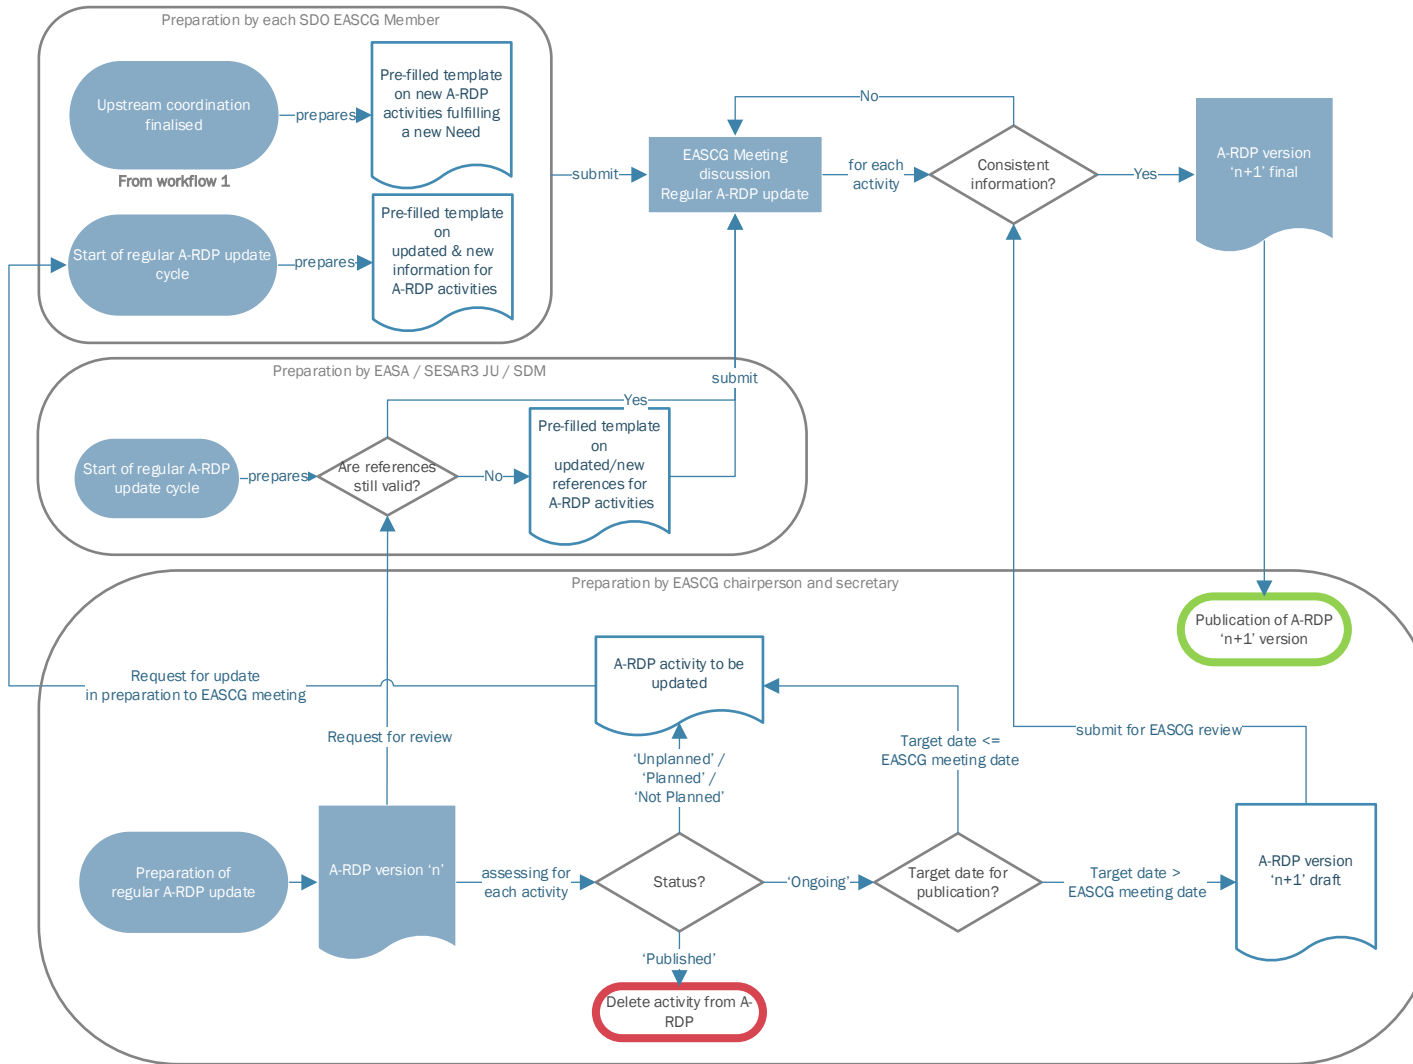 Preparation by each SDO EASCG Member
Upstream coordination
finalised
From workflow 1
prepares
Pre-filled template
on new A-RDP
activities fulfilling
a new Need
Start of regular A-RDP update
cycle
prepares
Pre-filled template
on
updated & new
information for
A-RDP activities
submit
EASCG Meeting
discussion
Regular A-RDP update
for each
activity
No
Consistent
information?
Yes
A-RDP version
‘n+1’ final
Preparation by EASA / SESAR3 JU / SDM
Start of regular A-RDP
update cycle
prepares
Are references
still valid?
Yes
No
Pre-filled template
on
updated/new
references for
A-RDP activities
submit
Preparation by EASCG chairperson and secretary
Publication of A-RDP
‘n+1’ version
Request for update
in preparation to EASCG meeting
A-RDP activity to be
updated
Request for review
‘Unplanned’ /
‘Planned’ /
‘Not Planned’
Target date <=
EASCG meeting date
submit for EASCG review
Preparation of
regular A-RDP update
A-RDP version ‘n’
assessing for
each activity
Status?
‘Ongoing’
Target date for
publication?
Target date >
EASCG meeting date
A-RDP version
‘n+1’ draft
‘Published’
Delete activity from A-
RDP